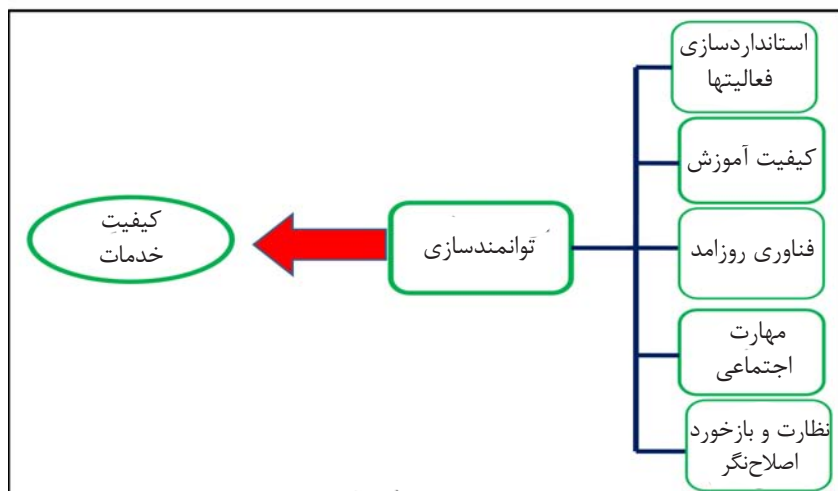 استانداردسازی
فعالیتها
کیفیت آموزش
فناوری روزامد
مهارت
اجتماعی
نظارت و بازخورد
اصلاح‌نگر
توانمندسازی
کیفیت
خدمات